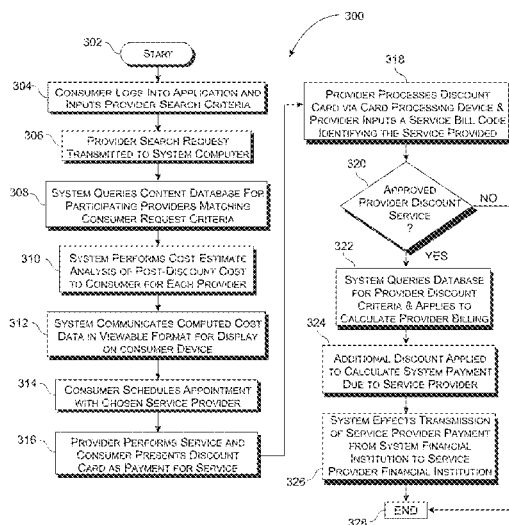 300
302
START
304
CONSUMER LOGS INTO APPLICATION AND
INPUTS PROVIDER SEARCH CRITERIA
306
PROVIDER SEARCH REQUEST
TRANSMITTED TO SYSTEM COMPUTER
308
SYSTEM QUERIES CONTENT DATABASE FOR
PARTICIPATING PROVIDERS MATCHING
CONSUMER REQUEST CRITERIA
310
SYSTEM PERFORMS COST ESTIMATE
ANALYSIS OF POST-DISCOUNT COST
TO CONSUMER FOR EACH PROVIDER
312
SYSTEM COMMUNICATES COMPUTED COST
DATA IN VIEWABLE FORMAT FOR DISPLAY
ON CONSUMER DEVICE
314
CONSUMER SCHEDULES APPOINTMENT
WITH CHOSEN SERVICE PROVIDER
316
PROVIDER PERFORMS SERVICE AND
CONSUMER PRESENTS DISCOUNT
CARD AS PAYMENT FOR SERVICE
318
PROVIDER PROCESSES DISCOUNT
CARD VIA CARD PROCESSING DEVICE &
PROVIDER INPUTS A SERVICE BILL CODE
IDENTIFYING THE SERVICE PROVIDED
320
APPROVED
PROVIDER DISCOUNT
SERVICE
?
NO
YES
322
SYSTEM QUERIES DATABASE
FOR PROVIDER DISCOUNT
CRITERIA & APPLIES TO
CALCULATE PROVIDER BILLING
324
ADDITIONAL DISCOUNT APPLIED
TO CALCULATE SYSTEM PAYMENT
DUE TO SERVICE PROVIDER
326
SYSTEM EFFECTS TRANSMISSION
OF SERVICE PROVIDER PAYMENT
FROM SYSTEM FINANCIAL
INSTITUTION TO SERVICE
PROVIDER FINANCIAL INSTITUTION
END
328